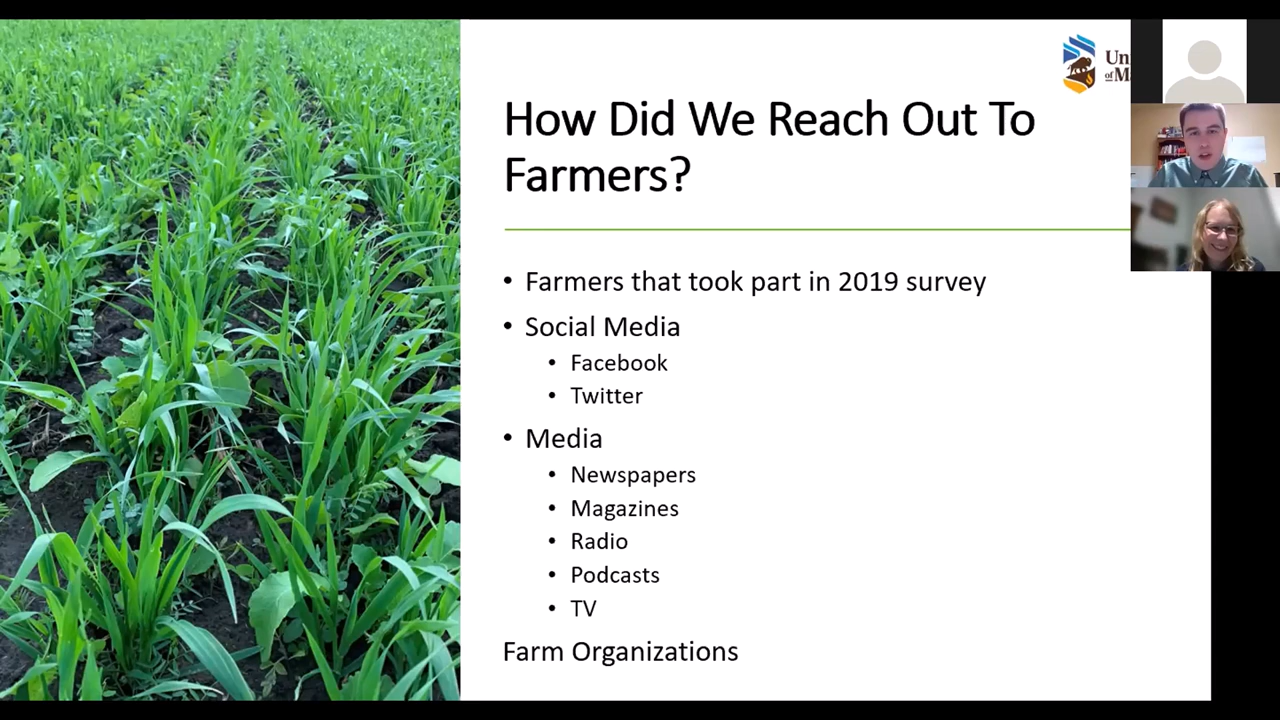 How Did We Reach Out To
Farmers?
• Farmers that took part in 2019 survey
• Social Media
• Facebook
• Twitter
• Media
• Newspapers
• Magazines
• Radio
• Podcasts
• TV
Farm Organizations